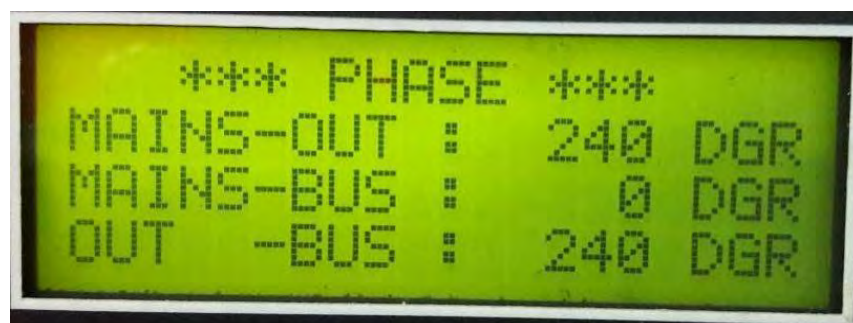 *** PHASE ***
MAINS-OUT : 240 DGR
MAINS-BUS : 0 DGR
OUT -BUS : 240 DGR